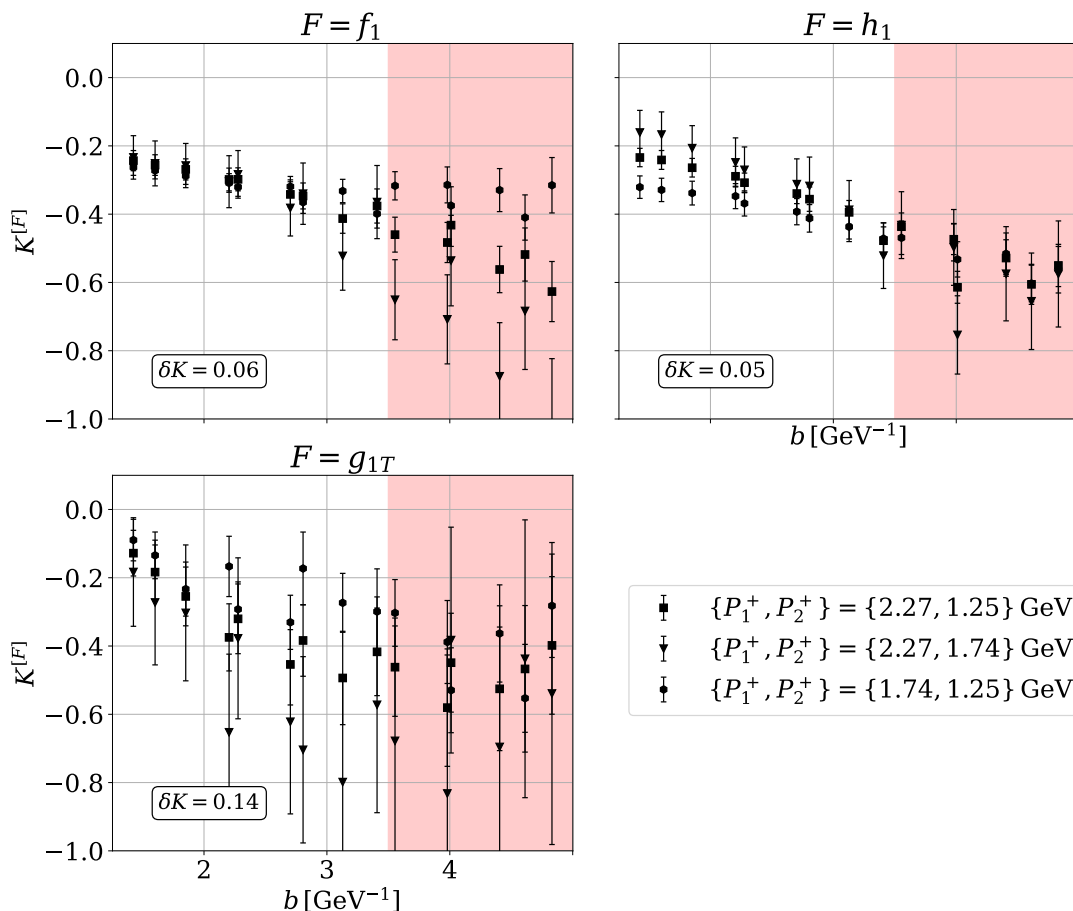 F = f₁
F = h₁
0.0
−0.2
−0.4
−0.6
−0.8
−1.0
K^[F]
δK = 0.06
δK = 0.05
b [GeV⁻¹]
F = g₁T
0.0
−0.2
−0.4
−0.6
−0.8
−1.0
K^[F]
δK = 0.14
2 3 4
b [GeV⁻¹]
{P₁⁺, P₂⁺} = {2.27, 1.25} GeV
{P₁⁺, P₂⁺} = {2.27, 1.74} GeV
{P₁⁺, P₂⁺} = {1.74, 1.25} GeV